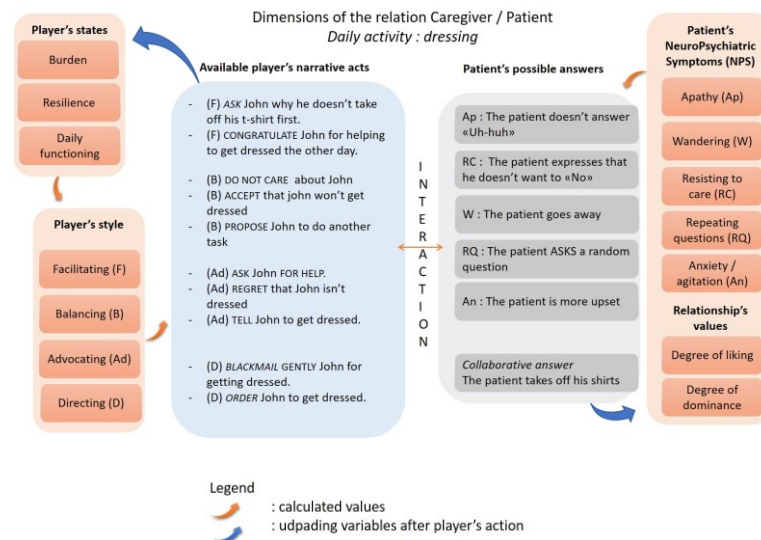 Dimensions of the relation Caregiver / Patient
Daily activity : dressing
Player's states
Burden
Resilience
Daily
functioning
Player's style
Facilitating (F)
Balancing (B)
Advocating (Ad)
Directing (D)
Available player's narrative acts
- (F) ASK John why he doesn't take
off his t-shirt first.
- (F) CONGRATULATE John for helping
to get dressed the other day.
- (B) DO NOT CARE about John
- (B) ACCEPT that john won't get
dressed
- (B) PROPOSE John to do another
task
- (Ad) ASK John FOR HELP.
- (Ad) REGRET that John isn't
dressed
- (Ad) TELL John to get dressed.
- (D) BLACKMAIL GENTLY John for
getting dressed.
- (D) ORDER John to get dressed.
INTERACTION
Patient's possible answers
Ap : The patient doesn't answer
«Uh-huh»
RC : The patient expresses that
he doesn't want to «No»
W : The patient goes away
RQ : The patient ASKS a random
question
An : The patient is more upset
Collaborative answer
The patient takes off his shirts
Patient's
NeuroPsychiatric
Symptoms (NPS)
Apathy (Ap)
Wandering (W)
Resisting to
care (RC)
Repeating
questions (RQ)
Anxiety /
agitation (An)
Relationship's
values
Degree of liking
Degree of
dominance
Legend
: calculated values
: udpading variables after player's action